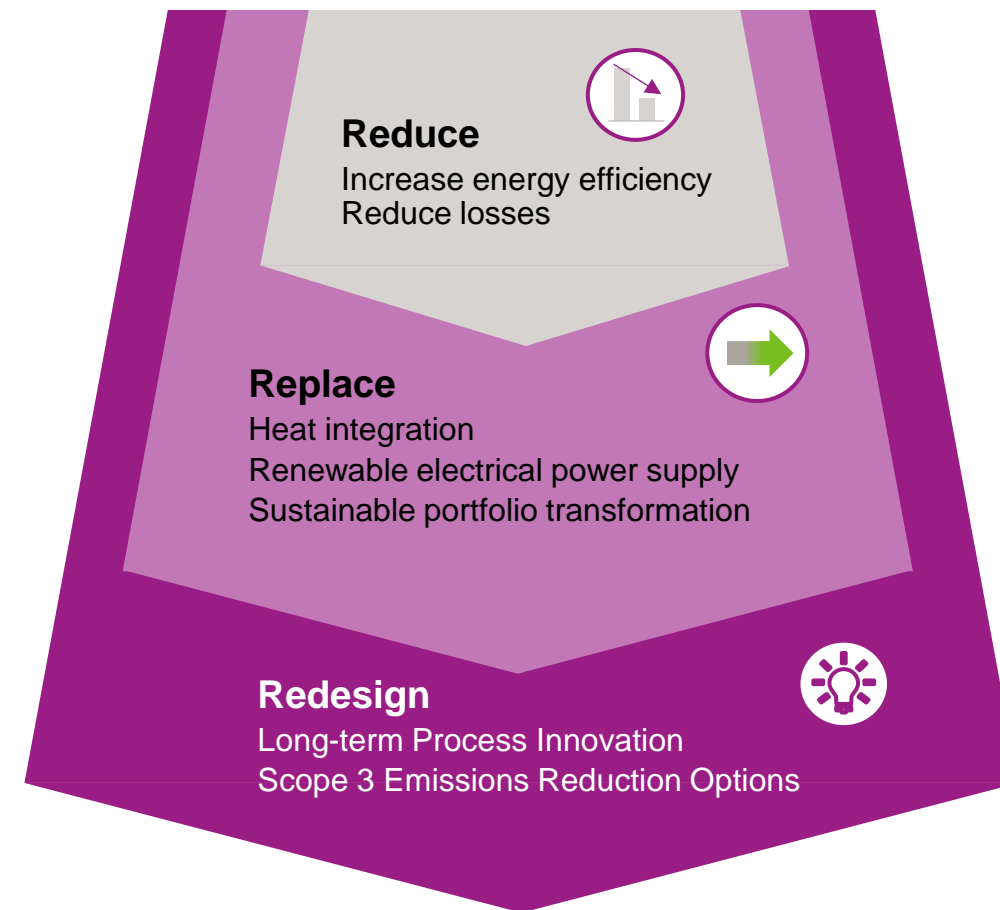 Reduce
Increase energy efficiency
Reduce losses
Replace
Heat integration
Renewable electrical power supply
Sustainable portfolio transformation
Redesign
Long-term Process Innovation
Scope 3 Emissions Reduction Options